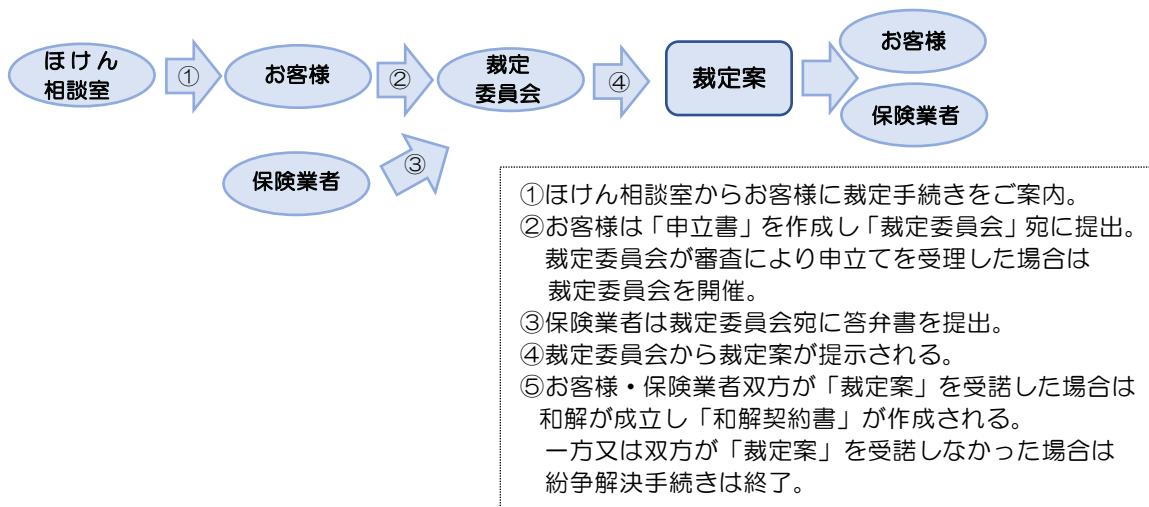 ほけん
相談室
①
お客様
②
裁定
委員会
④
裁定案
お客様
保険業者
保険業者
③
①ほけん相談室からお客様に裁定手続きをご案内。
②お客様は「申立書」を作成し「裁定委員会」宛に提出。
裁定委員会が審査により申立てを受理した場合は
裁定委員会を開催。
③保険業者は裁定委員会宛に答弁書を提出。
④裁定委員会から裁定案が提示される。
⑤お客様・保険業者双方が「裁定案」を受諾した場合は
和解が成立し「和解契約書」が作成される。
一方又は双方が「裁定案」を受諾しなかった場合は
紛争解決手続きは終了。